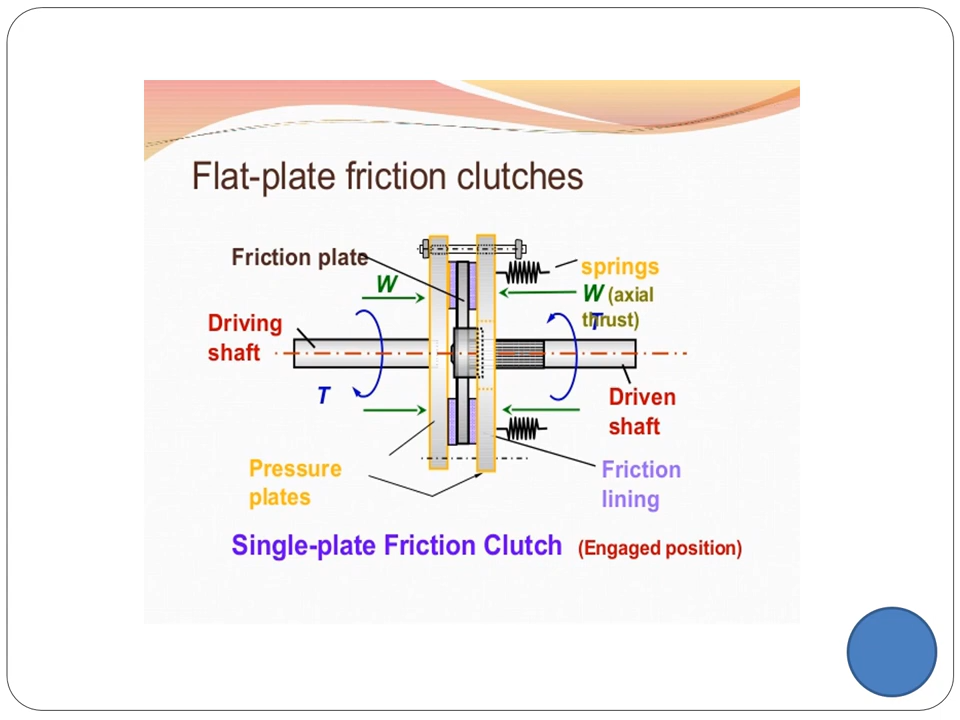 Flat-plate friction clutches
Friction plate
springs
W
W (axial
thrust)
T
Driving
shaft
T
Driven
shaft
Pressure
plates
Friction
lining
Single-plate Friction Clutch (Engaged position)